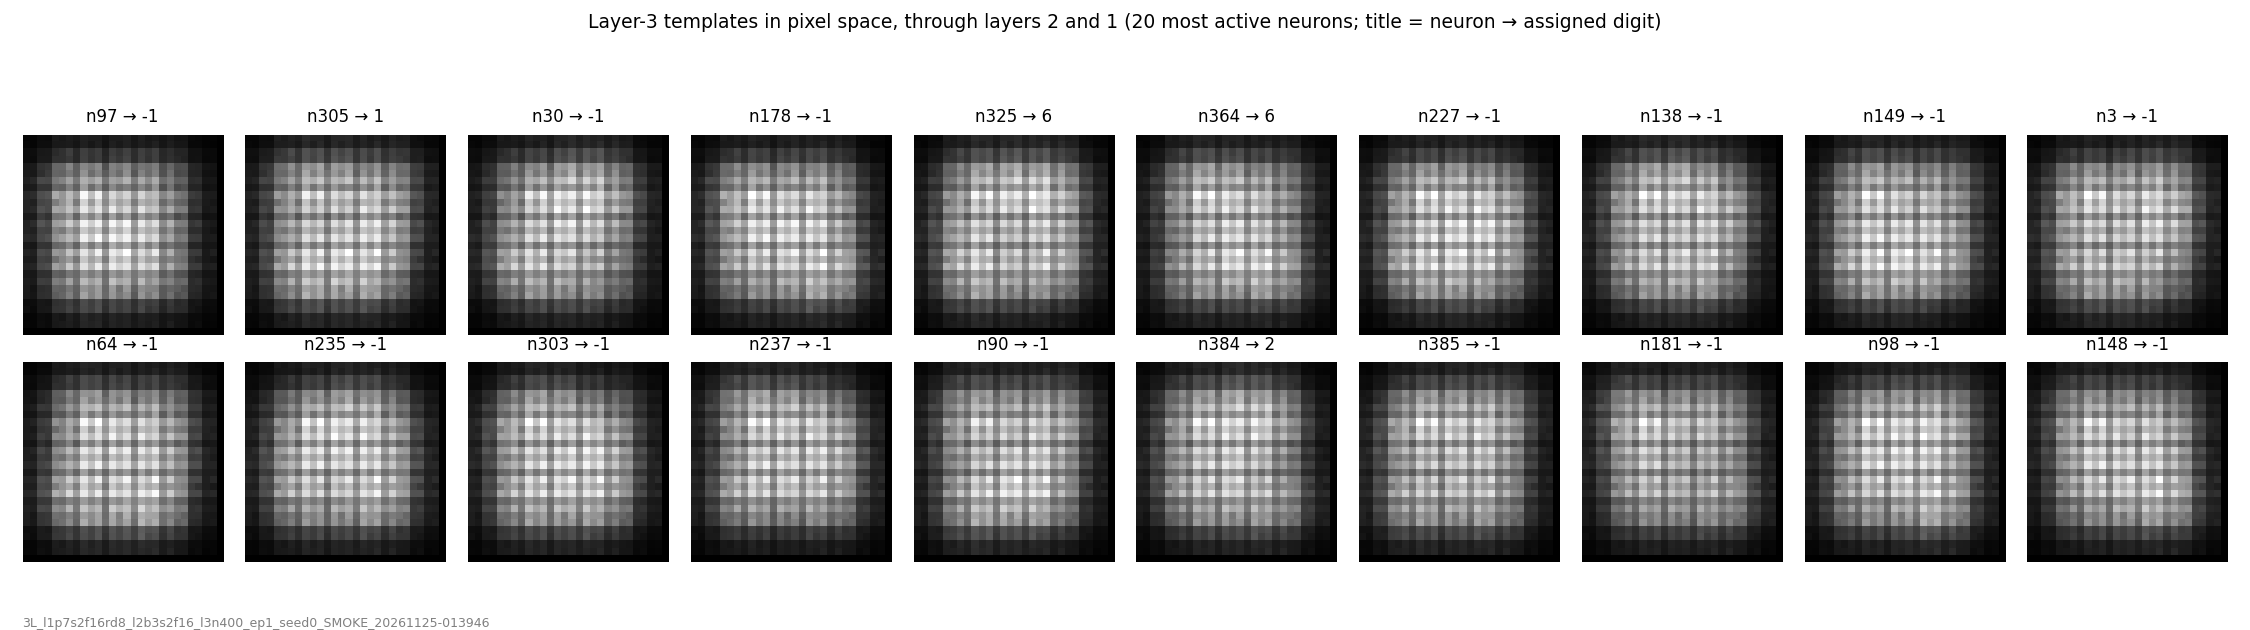 Layer-3 templates in pixel space, through layers 2 and 1 (20 most active neurons; title = neuron → assigned digit)
n97 → -1 n305 → 1 n30 → -1 n178 → -1 n325 → 6 n364 → 6 n227 → -1 n138 → -1 n149 → -1 n3 → -1
n64 → -1 n235 → -1 n303 → -1 n237 → -1 n90 → -1 n384 → 2 n385 → -1 n181 → -1 n98 → -1 n148 → -1
3L_l1p7s2f16rd8_l2b3s2f16_l3n400_ep1_seed0_SMOKE_20261125-013946